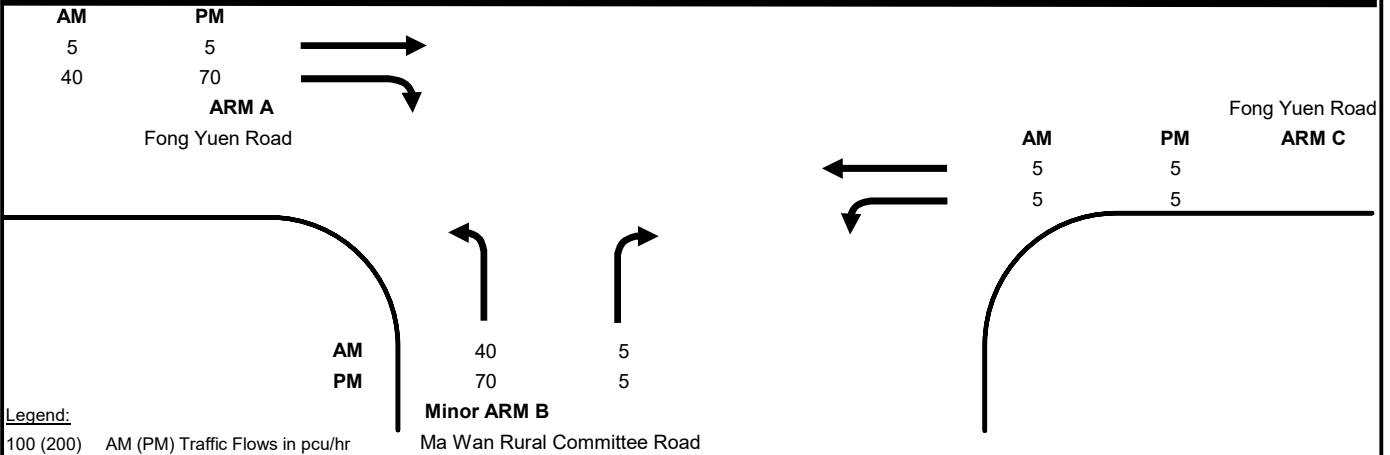 AM PM
5 5
40 70
ARM A
Fong Yuen Road
Fong Yuen Road
AM PM ARM C
5 5
5 5
AM 40 5
PM 70 5
Minor ARM B
Legend:
100 (200) AM (PM) Traffic Flows in pcu/hr
Ma Wan Rural Committee Road